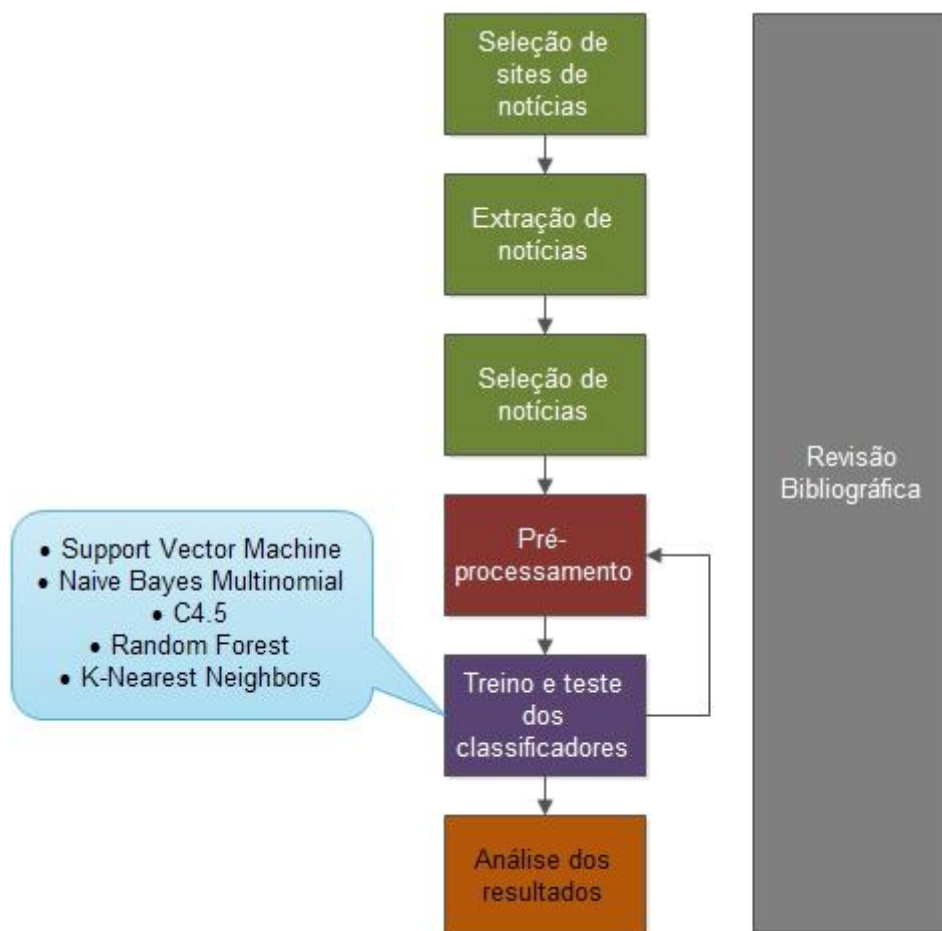 Seleção de
sites de
notícias
Extração de
notícias
Seleção de
notícias
Pré-
processamento
Treino e teste
dos
classificadores
Análise dos
resultados
• Support Vector Machine
• Naive Bayes Multinomial
• C4.5
• Random Forest
• K-Nearest Neighbors
Revisão
Bibliográfica